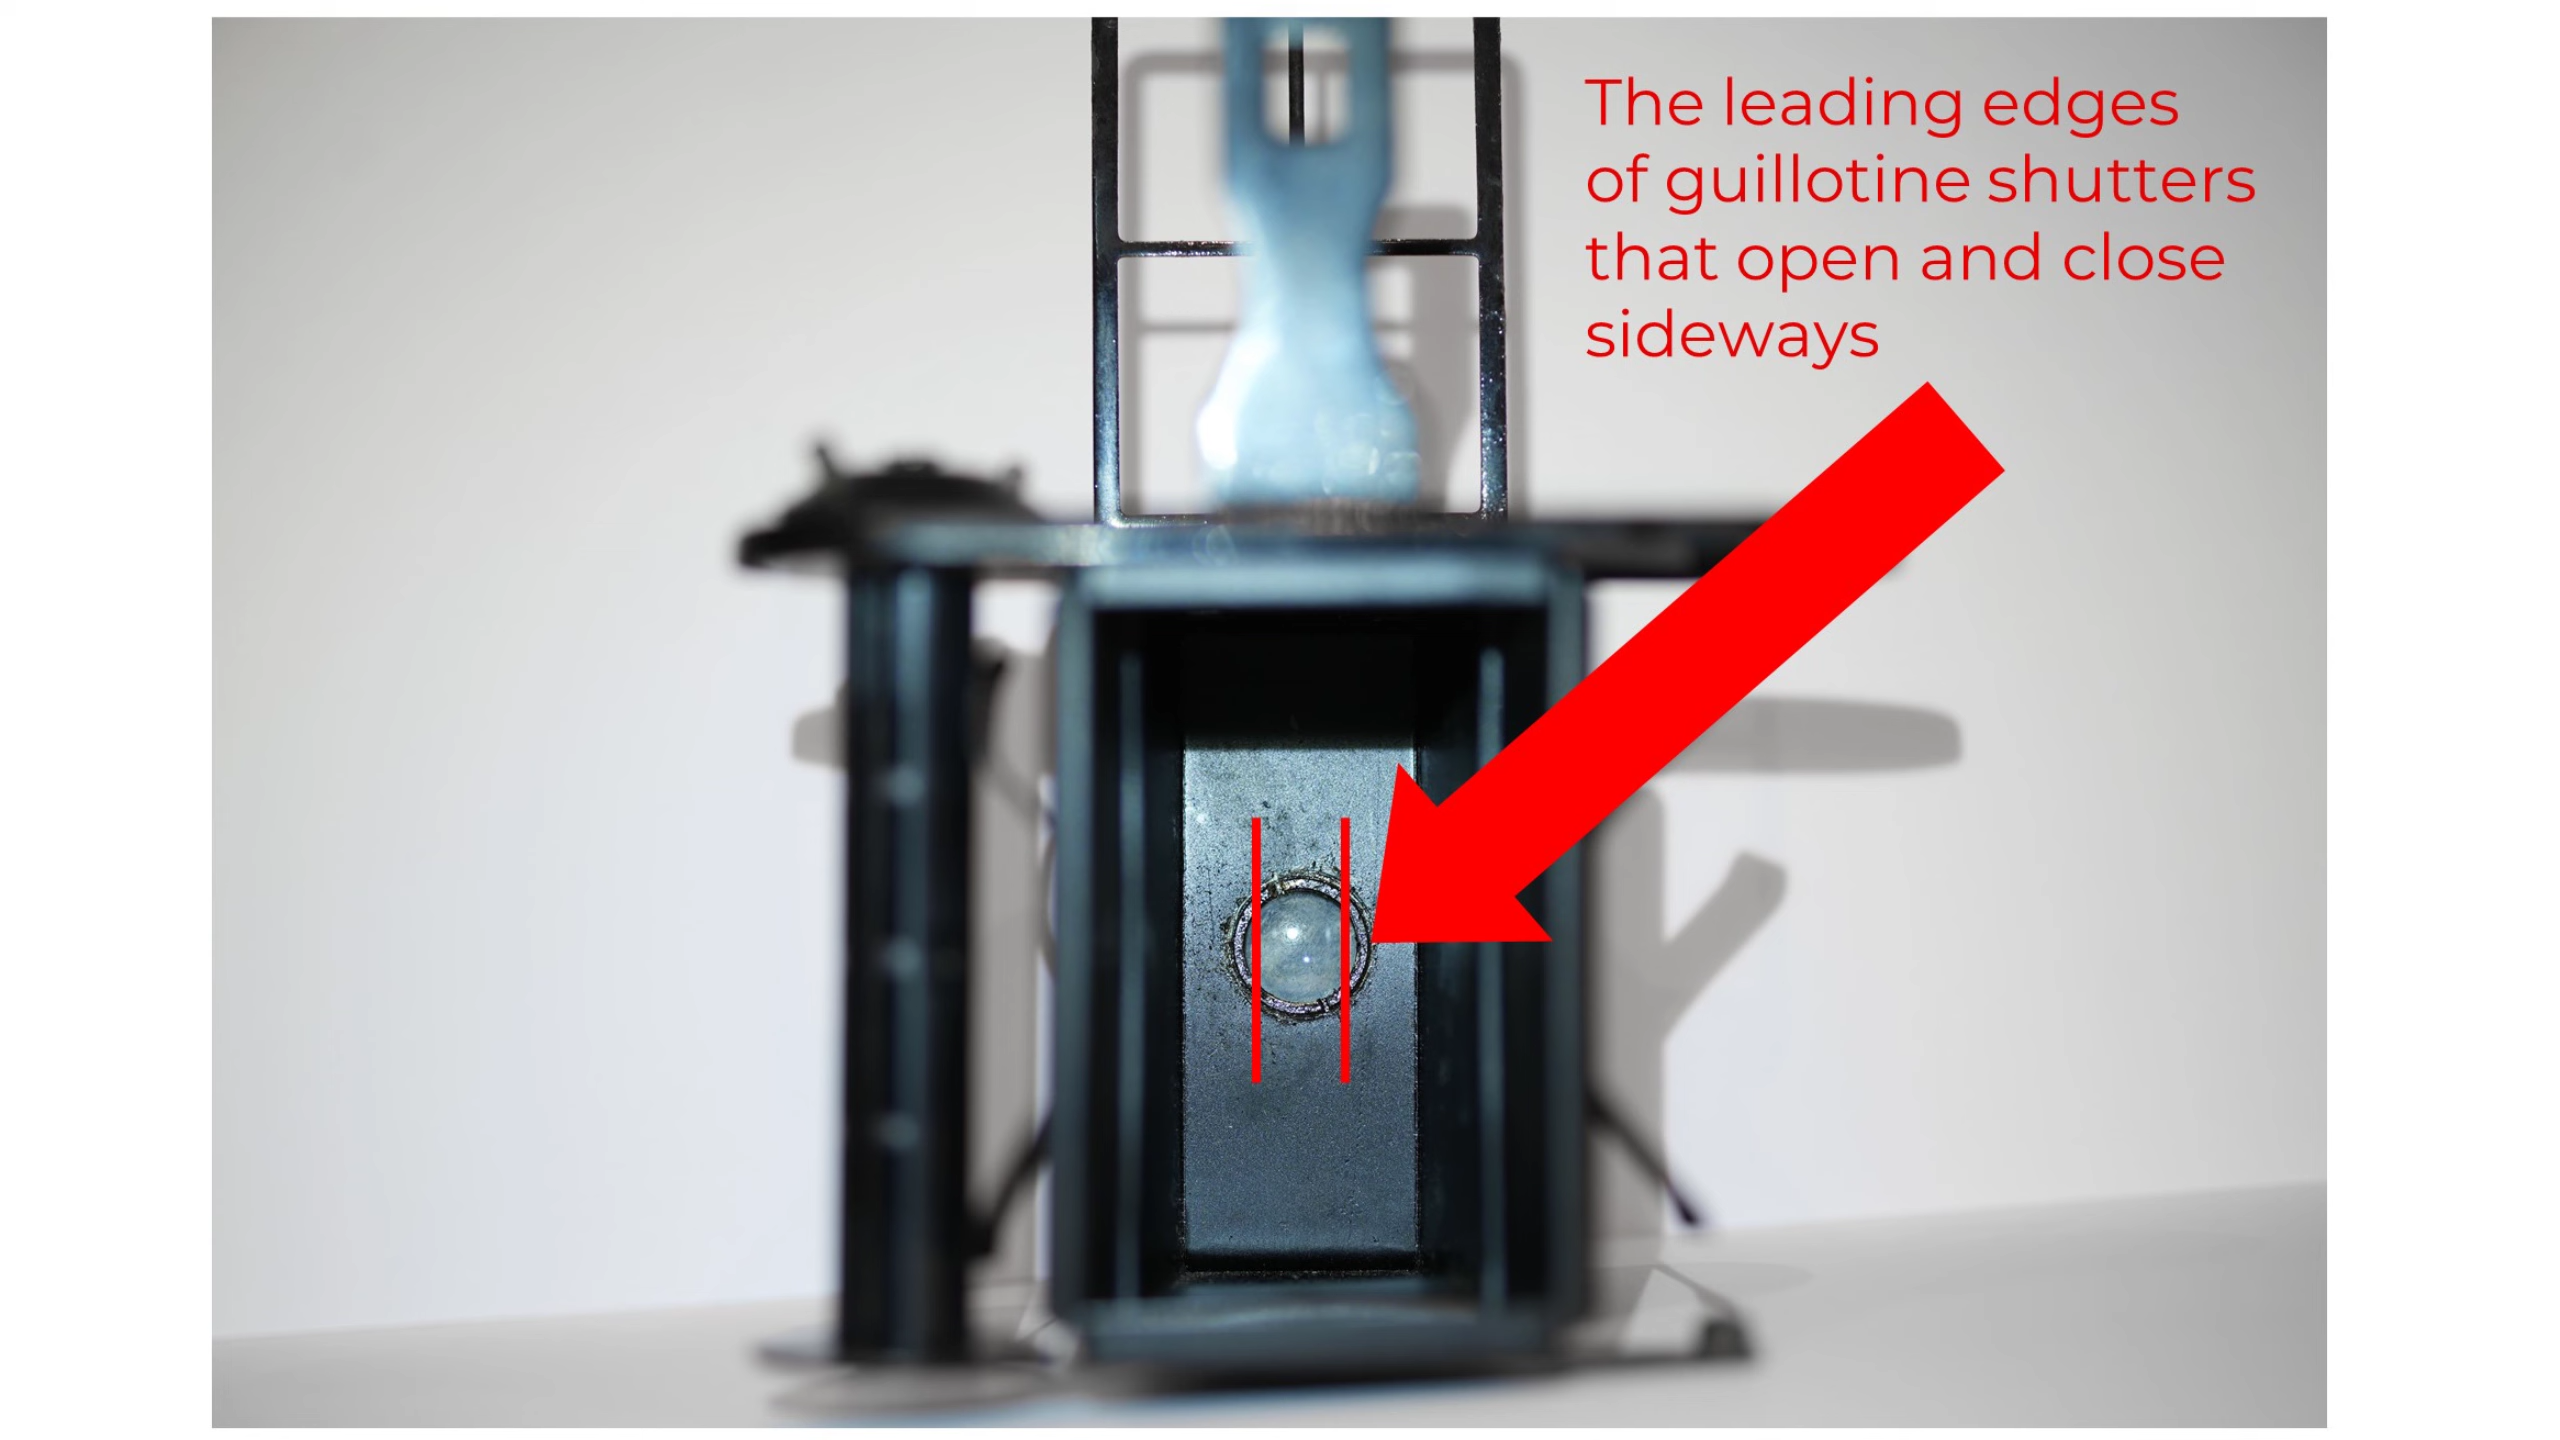 The leading edges
of guillotine shutters
that open and close
sideways